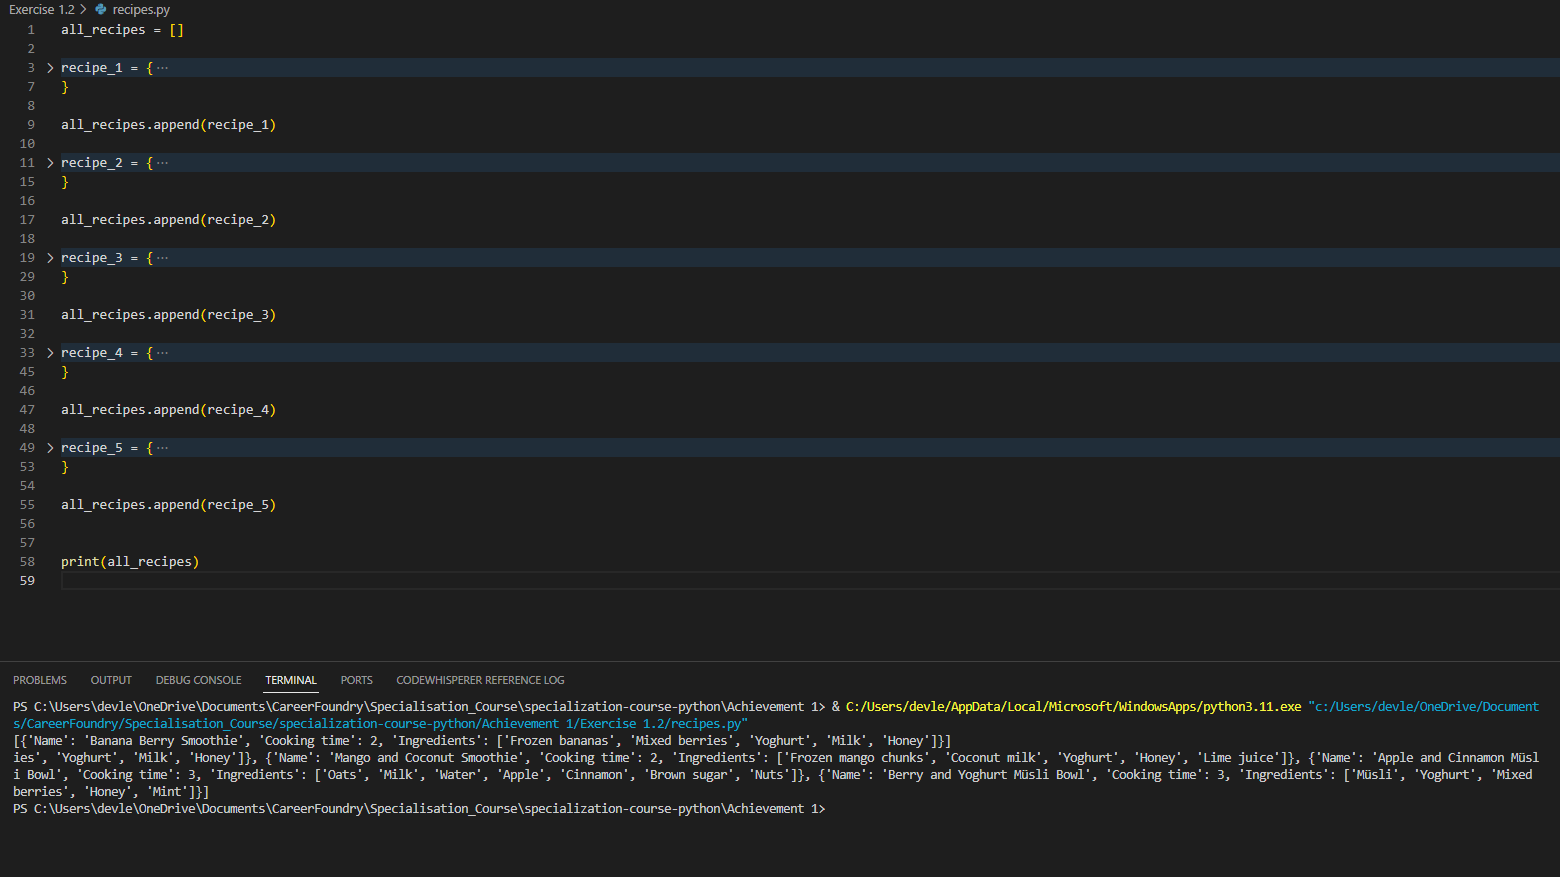 Exercise 1.2 > recipes.py
1 all_recipes = []
2
3 > recipe_1 = { ···
7 }
8
9 all_recipes.append(recipe_1)
10
11 > recipe_2 = { ···
15 }
16
17 all_recipes.append(recipe_2)
18
19 > recipe_3 = { ···
29 }
30
31 all_recipes.append(recipe_3)
32
33 > recipe_4 = { ···
45 }
46
47 all_recipes.append(recipe_4)
48
49 > recipe_5 = { ···
53 }
54
55 all_recipes.append(recipe_5)
56
57
58 print(all_recipes)
59
PROBLEMS OUTPUT DEBUG CONSOLE TERMINAL PORTS CODEWHISPERER REFERENCE LOG
PS C:\Users\devle\OneDrive\Documents\CareerFoundry\Specialisation_Course\specialization-course-python\Achievement 1> & C:/Users/devle/AppData/Local/Microsoft/WindowsApps/python3.11.exe "c:/Users/devle/OneDrive/Document
s/CareerFoundry/Specialisation_Course/specialization-course-python/Achievement 1/Exercise 1.2/recipes.py"
[{'Name': 'Banana Berry Smoothie', 'Cooking time': 2, 'Ingredients': ['Frozen bananas', 'Mixed berries', 'Yoghurt', 'Milk', 'Honey']}]
ies', 'Yoghurt', 'Milk', 'Honey']}, {'Name': 'Mango and Coconut Smoothie', 'Cooking time': 2, 'Ingredients': ['Frozen mango chunks', 'Coconut milk', 'Yoghurt', 'Honey', 'Lime juice']}, {'Name': 'Apple and Cinnamon Müsl
i Bowl', 'Cooking time': 3, 'Ingredients': ['Oats', 'Milk', 'Water', 'Apple', 'Cinnamon', 'Brown sugar', 'Nuts']}, {'Name': 'Berry and Yoghurt Müsli Bowl', 'Cooking time': 3, 'Ingredients': ['Müsli', 'Yoghurt', 'Mixed
berries', 'Honey', 'Mint']}]
PS C:\Users\devle\OneDrive\Documents\CareerFoundry\Specialisation_Course\specialization-course-python\Achievement 1>